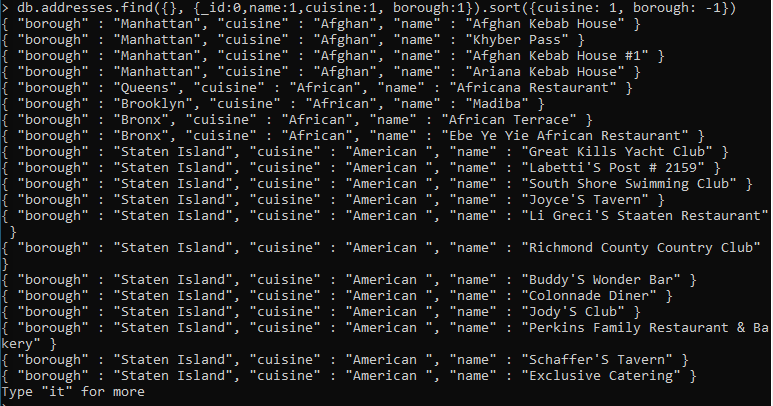 > db.addresses.find({}, {_id:0,name:1,cuisine:1, borough:1}).sort({cuisine: 1, borough: -1})
{ "borough" : "Manhattan", "cuisine" : "Afghan", "name" : "Afghan Kebab House" }
{ "borough" : "Manhattan", "cuisine" : "Afghan", "name" : "Khyber Pass" }
{ "borough" : "Manhattan", "cuisine" : "Afghan", "name" : "Afghan Kebab House #1" }
{ "borough" : "Manhattan", "cuisine" : "Afghan", "name" : "Ariana Kebab House" }
{ "borough" : "Queens", "cuisine" : "African", "name" : "Africana Restaurant" }
{ "borough" : "Brooklyn", "cuisine" : "African", "name" : "Madiba" }
{ "borough" : "Bronx", "cuisine" : "African", "name" : "African Terrace" }
{ "borough" : "Bronx", "cuisine" : "African", "name" : "Ebe Ye Yie African Restaurant" }
{ "borough" : "Staten Island", "cuisine" : "American ", "name" : "Great Kills Yacht Club" }
{ "borough" : "Staten Island", "cuisine" : "American ", "name" : "Labetti'S Post # 2159" }
{ "borough" : "Staten Island", "cuisine" : "American ", "name" : "South Shore Swimming Club" }
{ "borough" : "Staten Island", "cuisine" : "American ", "name" : "Joyce'S Tavern" }
{ "borough" : "Staten Island", "cuisine" : "American ", "name" : "Li Greci'S Staaten Restaurant"
}
{ "borough" : "Staten Island", "cuisine" : "American ", "name" : "Richmond County Country Club"
}
{ "borough" : "Staten Island", "cuisine" : "American ", "name" : "Buddy'S Wonder Bar" }
{ "borough" : "Staten Island", "cuisine" : "American ", "name" : "Colonnade Diner" }
{ "borough" : "Staten Island", "cuisine" : "American ", "name" : "Jody'S Club" }
{ "borough" : "Staten Island", "cuisine" : "American ", "name" : "Perkins Family Restaurant & Ba
kery" }
{ "borough" : "Staten Island", "cuisine" : "American ", "name" : "Schaffer'S Tavern" }
{ "borough" : "Staten Island", "cuisine" : "American ", "name" : "Exclusive Catering" }
Type "it" for more